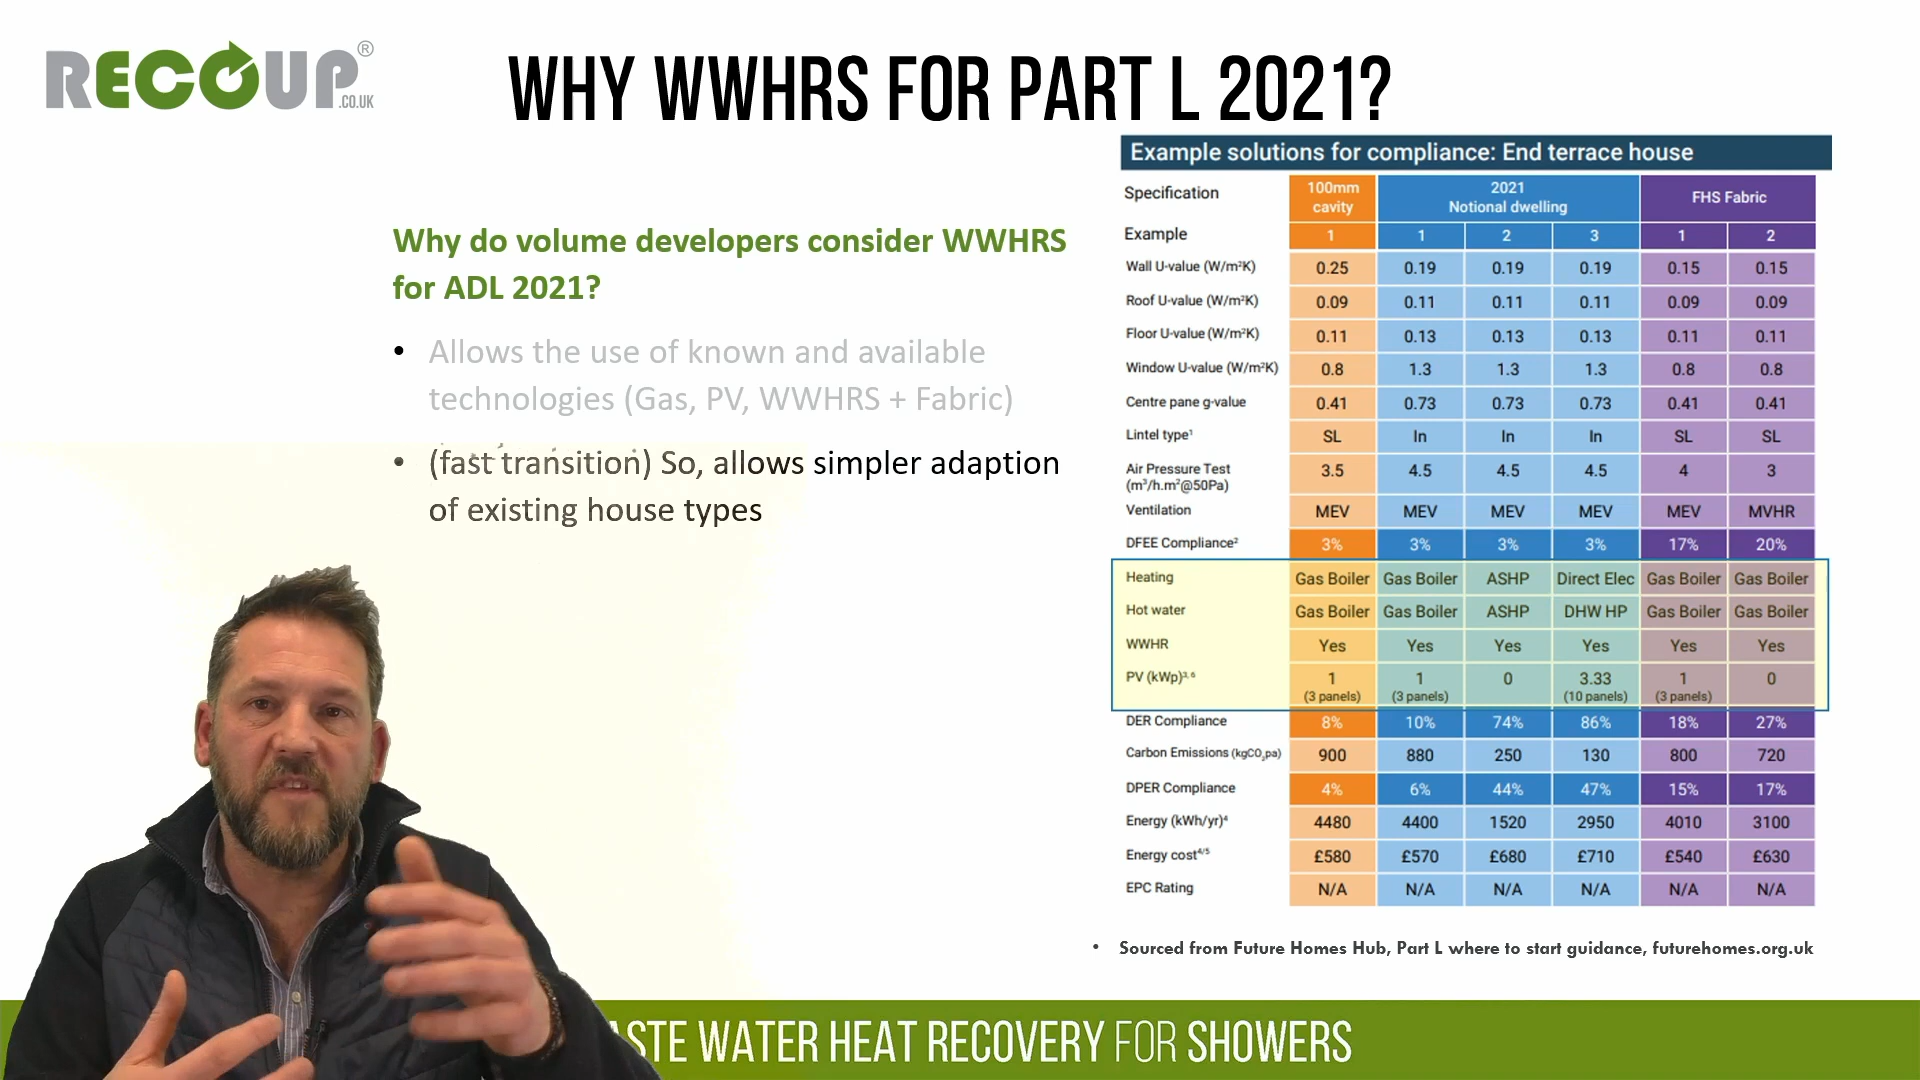 RECOUP®
.CO.UK
WHY WWHRS FOR PART L 2021?
Why do volume developers consider WWHRS
for ADL 2021?
• Allows the use of known and available
technologies (Gas, PV, WWHRS + Fabric)
• (fast transition) So, allows simpler adaption
of existing house types
Example solutions for compliance: End terrace house
Specification 100mm cavity 2021 Notional dwelling FHS Fabric
Example 1 1 2 3 1 2
Wall U-value (W/m²K) 0.25 0.19 0.19 0.19 0.15 0.15
Roof U-value (W/m²K) 0.09 0.11 0.11 0.11 0.09 0.09
Floor U-value (W/m²K) 0.11 0.13 0.13 0.13 0.11 0.11
Window U-value (W/m²K) 0.8 1.3 1.3 1.3 0.8 0.8
Centre pane g-value 0.41 0.73 0.73 0.73 0.41 0.41
Lintel type¹ SL In In In SL SL
Air Pressure Test (m³/h.m²@50Pa) 3.5 4.5 4.5 4.5 4 3
Ventilation MEV MEV MEV MEV MEV MVHR
DFEE Compliance² 3% 3% 3% 3% 17% 20%
Heating Gas Boiler Gas Boiler ASHP Direct Elec Gas Boiler Gas Boiler
Hot water Gas Boiler Gas Boiler ASHP DHW HP Gas Boiler Gas Boiler
WWHR Yes Yes Yes Yes Yes Yes
PV (kWp)³,⁶ 1 1 0 3.33 1 0
(3 panels) (3 panels) (10 panels) (3 panels)
DER Compliance 8% 10% 74% 86% 18% 27%
Carbon Emissions (kgCO₂pa) 900 880 250 130 800 720
DPER Compliance 4% 6% 44% 47% 15% 17%
Energy (kWh/yr)⁴ 4480 4400 1520 2950 4010 3100
Energy cost⁴/⁵ £580 £570 £680 £710 £540 £630
EPC Rating N/A N/A N/A N/A N/A N/A
• Sourced from Future Homes Hub, Part L where to start guidance, futurehomes.org.uk
ASTE WATER HEAT RECOVERY FOR SHOWERS